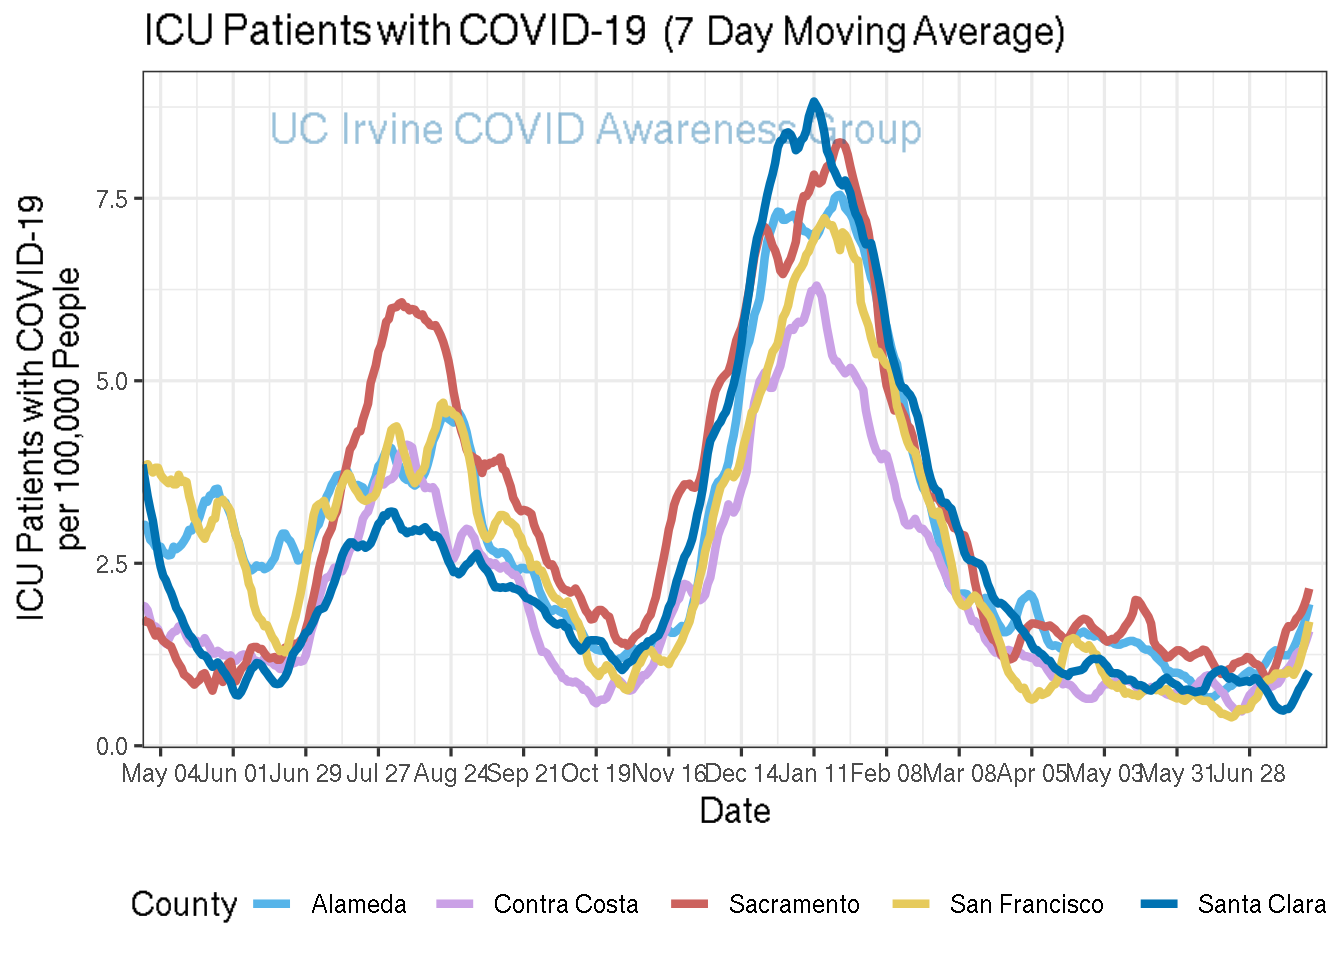 ICU Patients with COVID-19 (7 Day Moving Average)
UC Irvine COVID Awareness Group
ICU Patients with COVID-19
per 100,000 People
7.5
5.0
2.5
0.0
May 04 Jun 01 Jun 29 Jul 27 Aug 24 Sep 21 Oct 19 Nov 16 Dec 14 Jan 11 Feb 08 Mar 08 Apr 05 May 03 May 31 Jun 28
Date
County Alameda Contra Costa Sacramento San Francisco Santa Clara